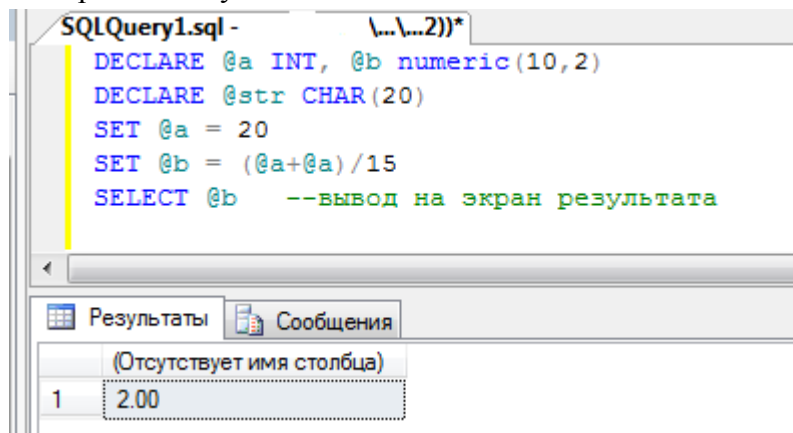 SQLQuery1.sql - \...\...2))*
DECLARE @a INT, @b numeric(10,2)
DECLARE @str CHAR(20)
SET @a = 20
SET @b = (@a+@a)/15
SELECT @b --вывод на экран результата
Результаты Сообщения
(Отсутствует имя столбца)
1 2.00